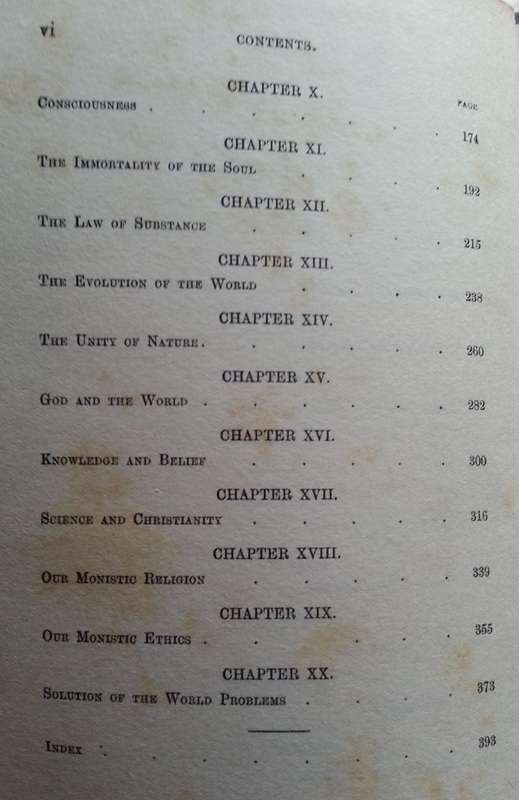 vi
CONTENTS.
CHAPTER X.
PAGE
CONSCIOUSNESS . . . . . . . 174
CHAPTER XI.
THE IMMORTALITY OF THE SOUL . . . . 192
CHAPTER XII.
THE LAW OF SUBSTANCE . . . . . 215
CHAPTER XIII.
THE EVOLUTION OF THE WORLD . . . . 238
CHAPTER XIV.
THE UNITY OF NATURE . . . . . . 260
CHAPTER XV.
GOD AND THE WORLD . . . . . . 282
CHAPTER XVI.
KNOWLEDGE AND BELIEF . . . . . 300
CHAPTER XVII.
SCIENCE AND CHRISTIANITY . . . . . 316
CHAPTER XVIII.
OUR MONISTIC RELIGION . . . . . 339
CHAPTER XIX.
OUR MONISTIC ETHICS . . . . . 355
CHAPTER XX.
SOLUTION OF THE WORLD PROBLEMS . . . . 373
INDEX . . . . . . . . 393